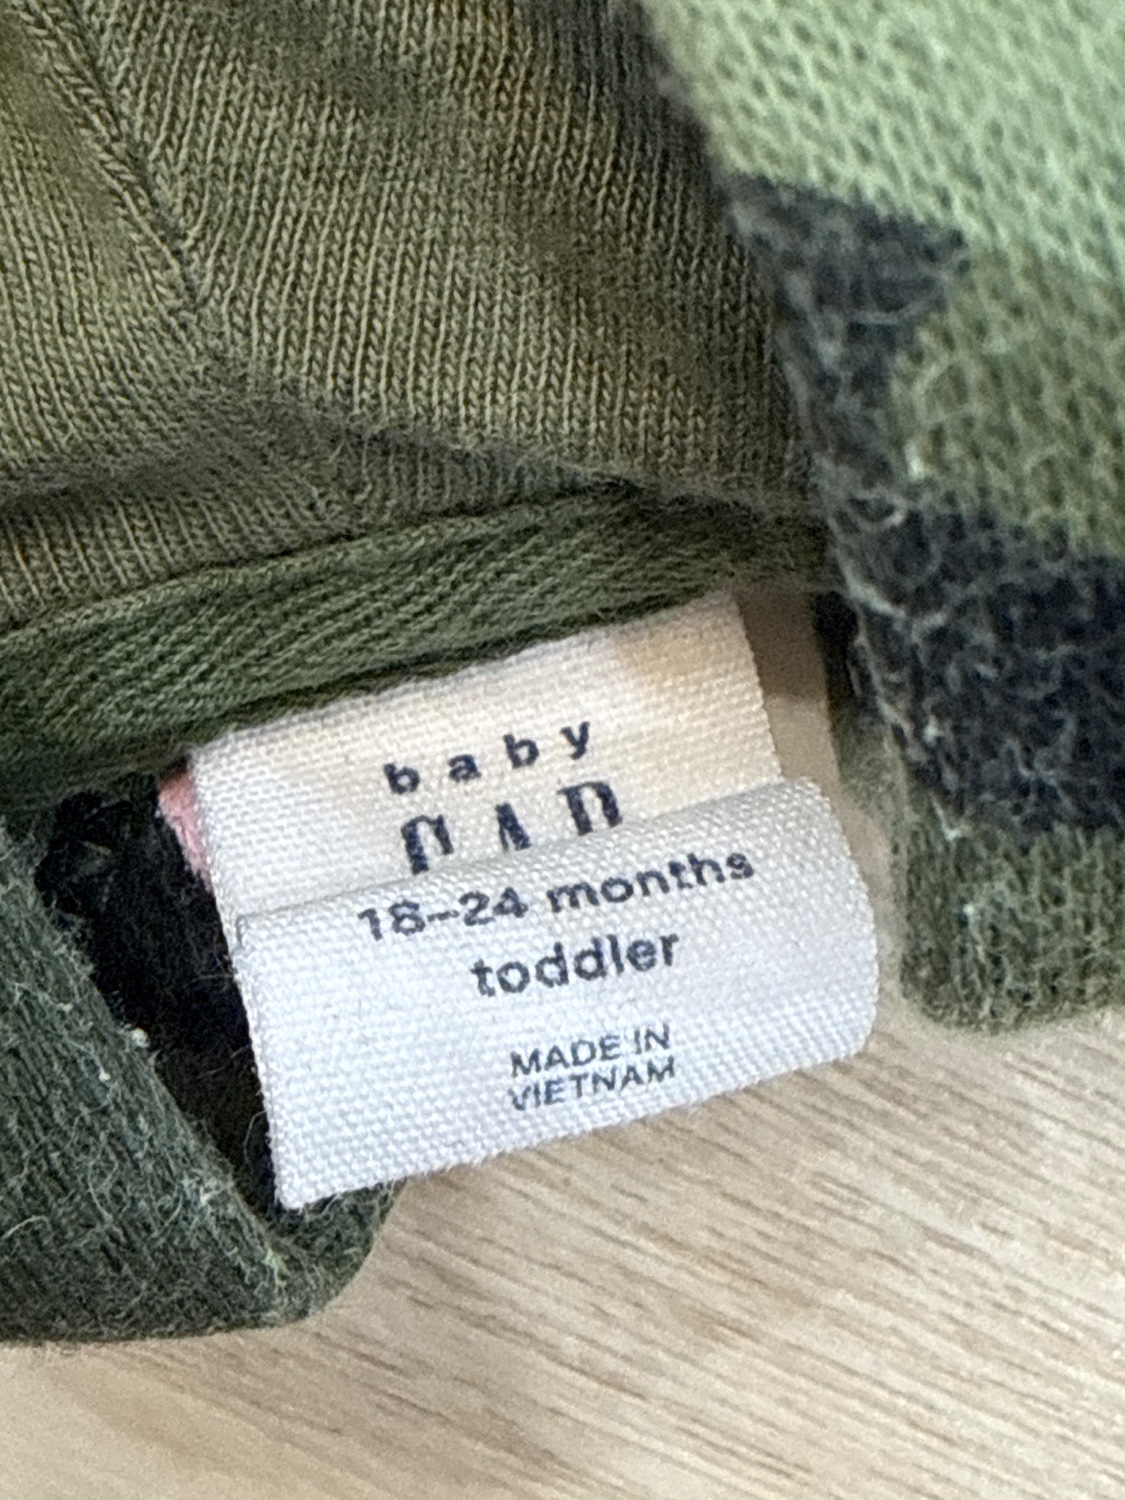 baby
GAP
18–24 months
toddler
MADE IN
VIETNAM